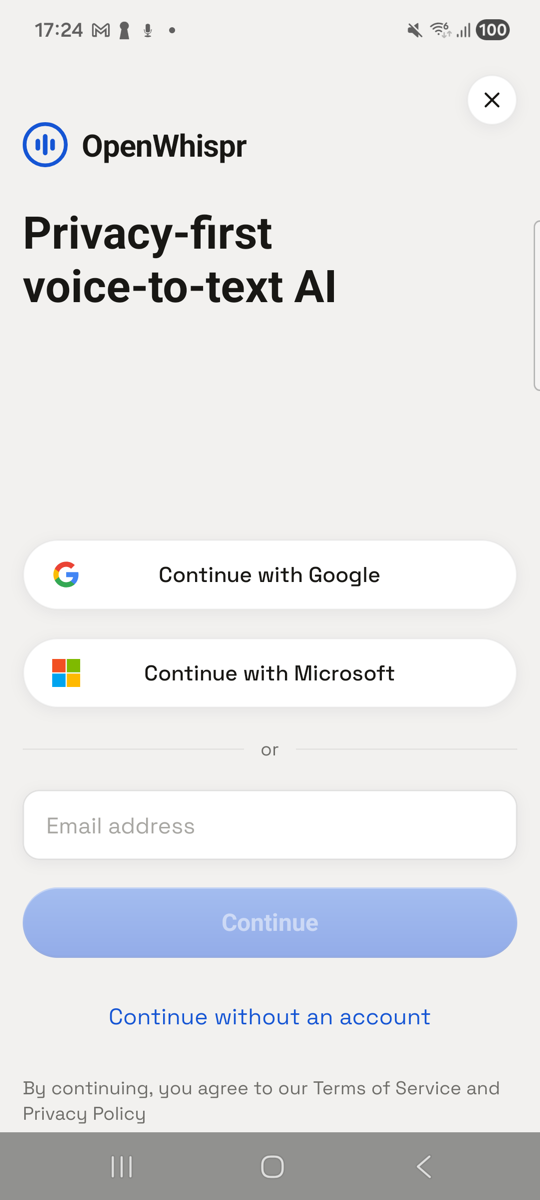 17:24
100
OpenWhispr
Privacy-first
voice-to-text AI
Continue with Google
Continue with Microsoft
or
Email address
Continue
Continue without an account
By continuing, you agree to our Terms of Service and
Privacy Policy